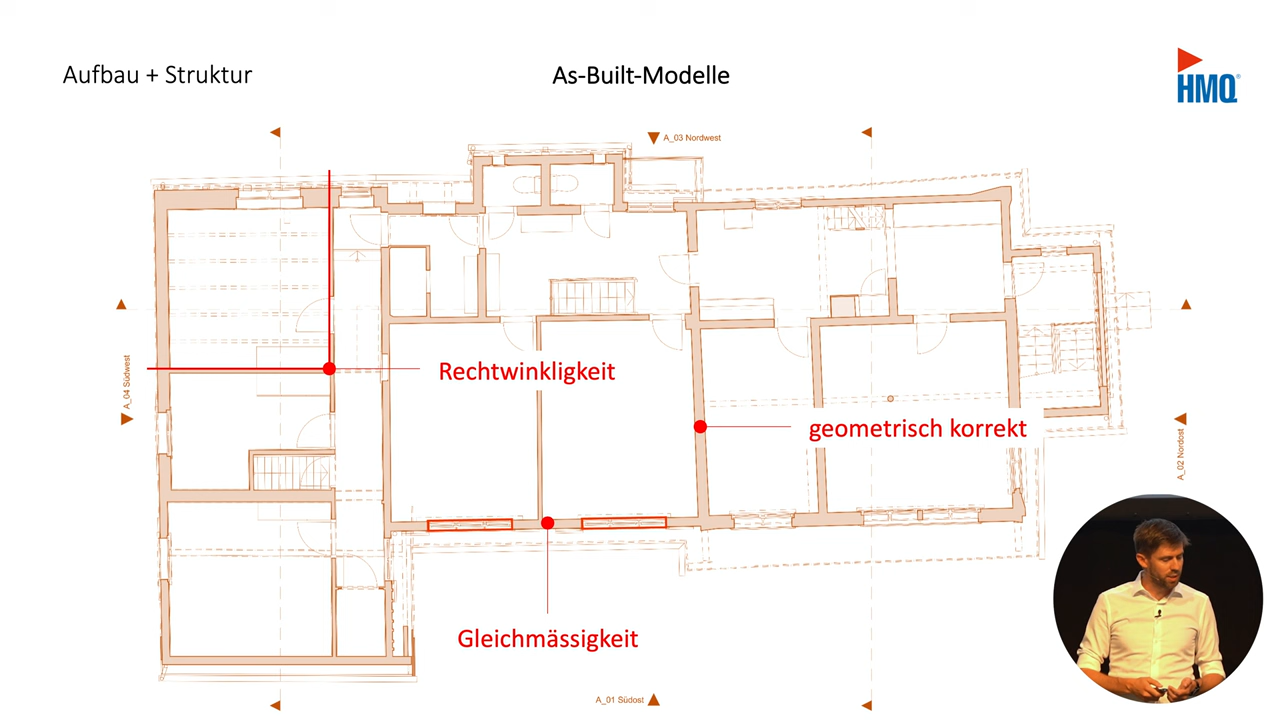 Aufbau + Struktur
As-Built-Modelle
HMQ®
A_03 Nordwest
A_04 Südwest
Rechtwinkligkeit
geometrisch korrekt
A_02 Nordost
Gleichmässigkeit
A_01 Südost